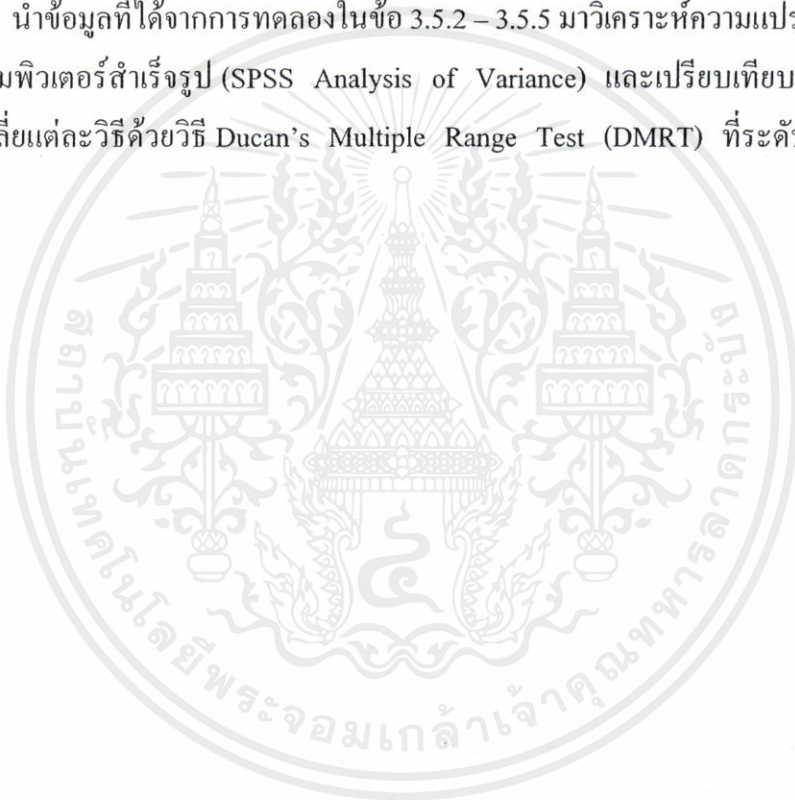 นำข้อมูลที่ได้จากการทดลองในข้อ 3.5.2 – 3.5.5 มาวิเคราะห์ความแปร
มพิวเตอร์สำเร็จรูป (SPSS Analysis of Variance) และเปรียบเทียบ
ลี่ยแต่ละวิธีด้วยวิธี Ducan's Multiple Range Test (DMRT) ที่ระดั
สถาบันเทคโนโลยีพระจอมเกล้าเจ้าคุณทหารลาดกระบัง